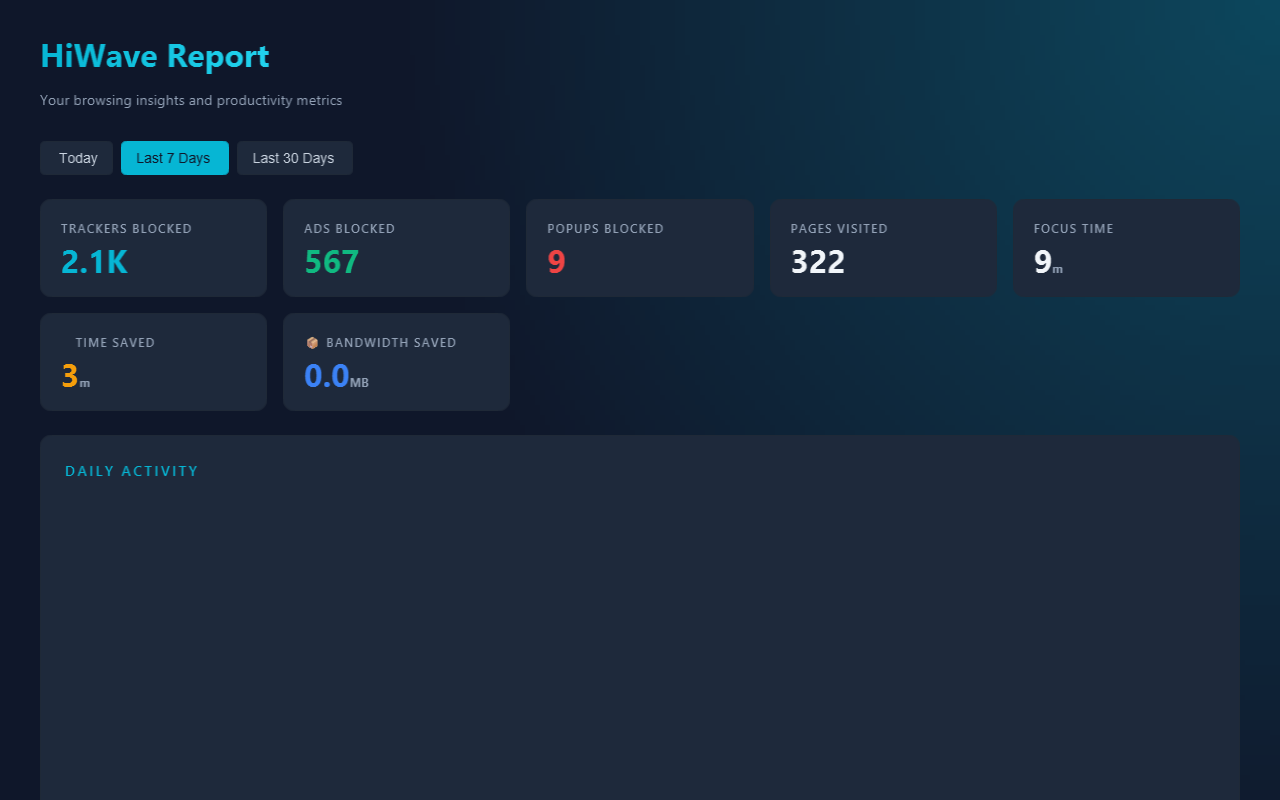 HiWave Report
Your browsing insights and productivity metrics
Today
Last 7 Days
Last 30 Days
TRACKERS BLOCKED
2.1K
ADS BLOCKED
567
POPUPS BLOCKED
9
PAGES VISITED
322
FOCUS TIME
9m
TIME SAVED
3m
📦 BANDWIDTH SAVED
0.0MB
DAILY ACTIVITY